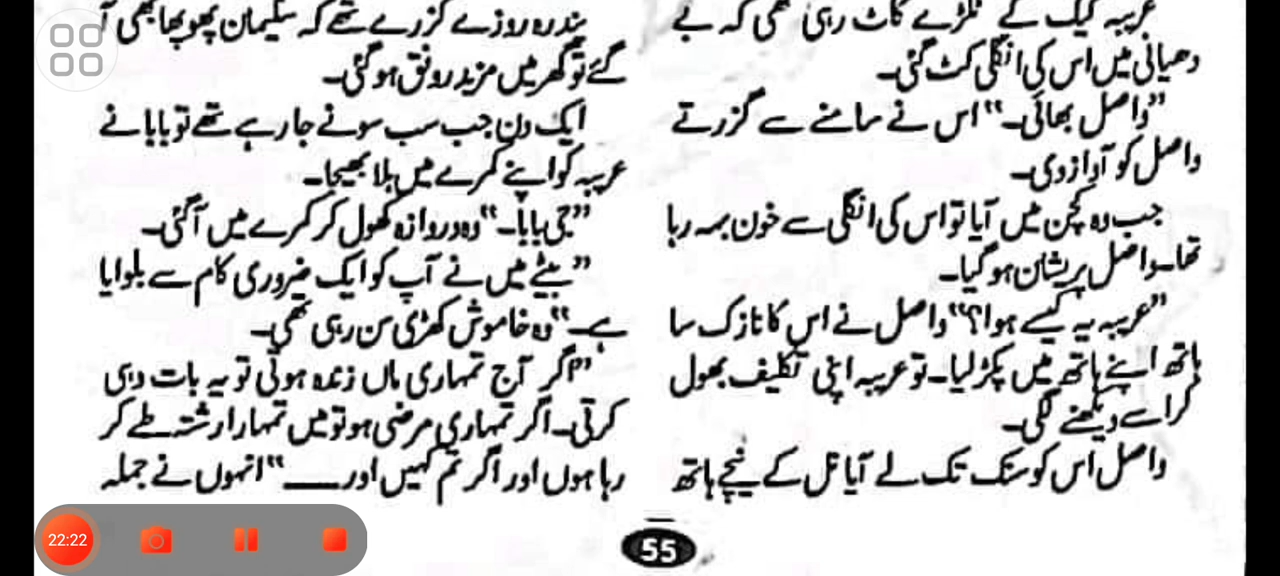 عریبہ کیک کے ٹکڑے کاٹ رہی تھی کہ بے
دھیانی میں اس کی انگلی کٹ گئی۔
”واصل بھائی۔“ اس نے سامنے سے گزرتے
واصل کو آواز دی۔
جب وہ کچن میں آیا تو اس کی انگلی سے خون بہہ رہا
تھا۔ واصل پریشان ہو گیا۔
”عریبہ یہ کیسے ہوا؟“ واصل نے اس کا نازک سا
ہاتھ اپنے ہاتھ میں پکڑ لیا۔ تو عریبہ اپنی تکلیف بھول
کر اسے دیکھنے لگی۔
واصل اس کو سنک تک لے آیا نل کے نیچے ہاتھ
پندرہ روزے گزرے تھے کہ سلیمان پھوپھا بھی آ
گئے تو گھر میں مزید رونق ہو گئی۔
ایک دن جب سب سونے جا رہے تھے تو بابا نے
عریبہ کو اپنے کمرے میں بلا بھیجا۔
”جی بابا۔“ وہ دروازہ کھول کر کمرے میں آ گئی۔
”بیٹے میں نے آپ کو ایک ضروری کام سے بلوایا
ہے۔“ وہ خاموش کھڑی سن رہی تھی۔
”اگر آج تمہاری ماں زندہ ہوتی تو یہ بات وہی
کرتی۔ اگر تمہاری مرضی ہو تو میں تمہارا رشتہ طے کر
رہا ہوں اور اگر تم کہیں اور ____“ انہوں نے جملہ
55
22:22